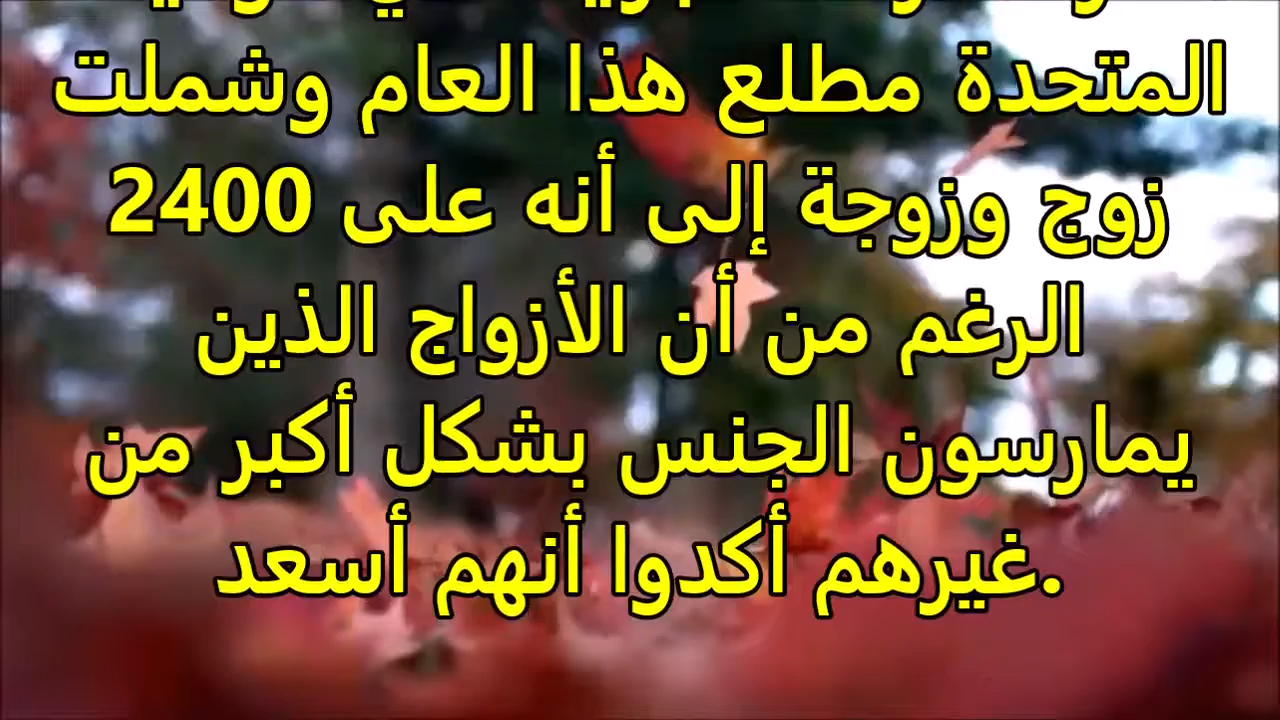 المتحدة مطلع هذا العام وشملت
2400 زوج وزوجة إلى أنه على
الرغم من أن الأزواج الذين
يمارسون الجنس بشكل أكبر من
غيرهم أكدوا أنهم أسعد.